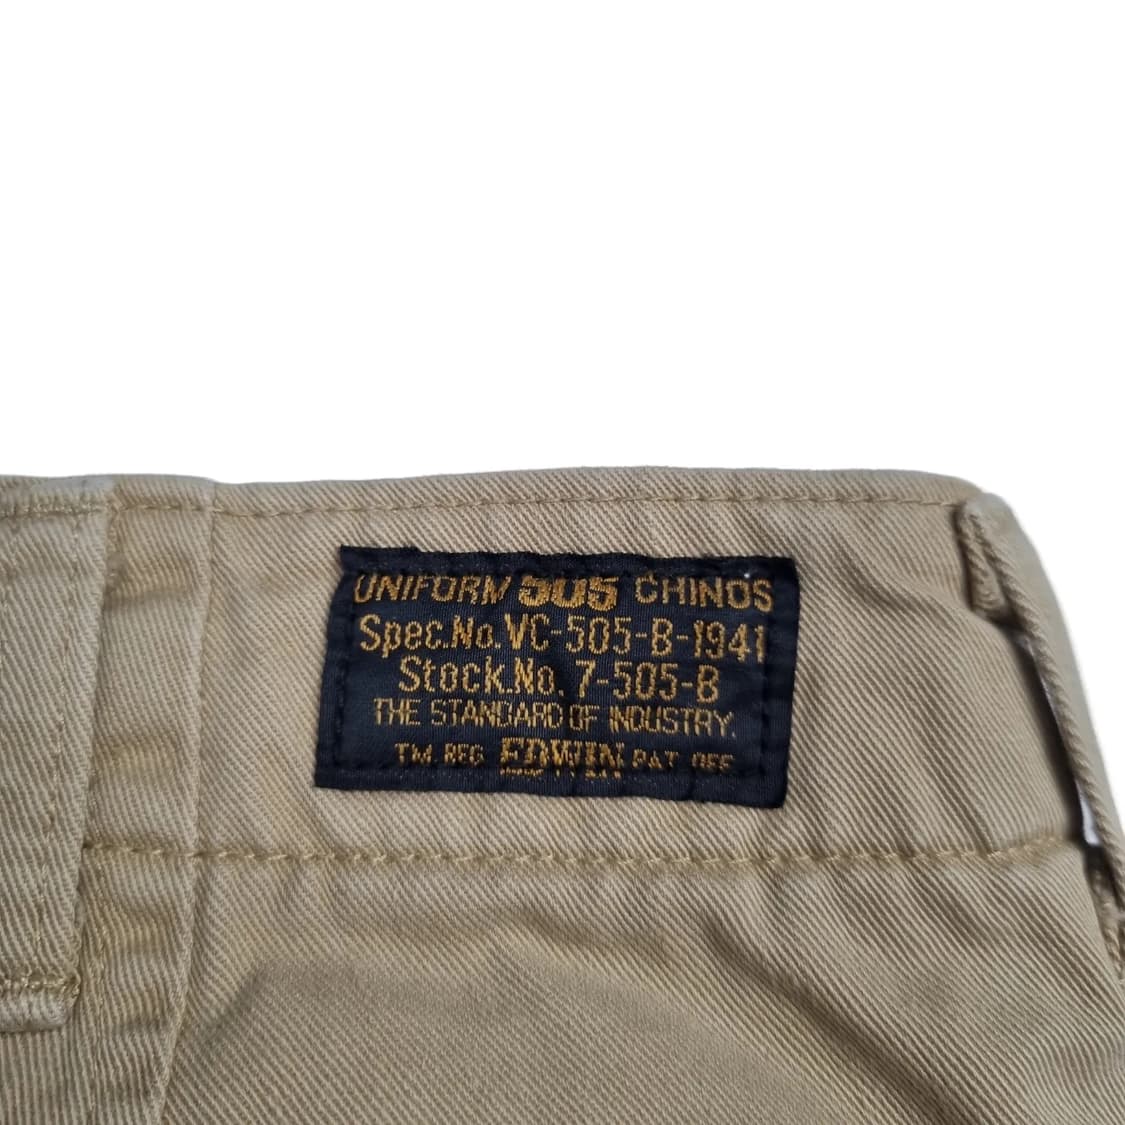 UNIFORM 505 CHINOS
Spec.No. VC-505-B-1941
Stock.No. 7-505-B
THE STANDARD OF INDUSTRY.
TM. REG. EDWIN PAT. OFF.